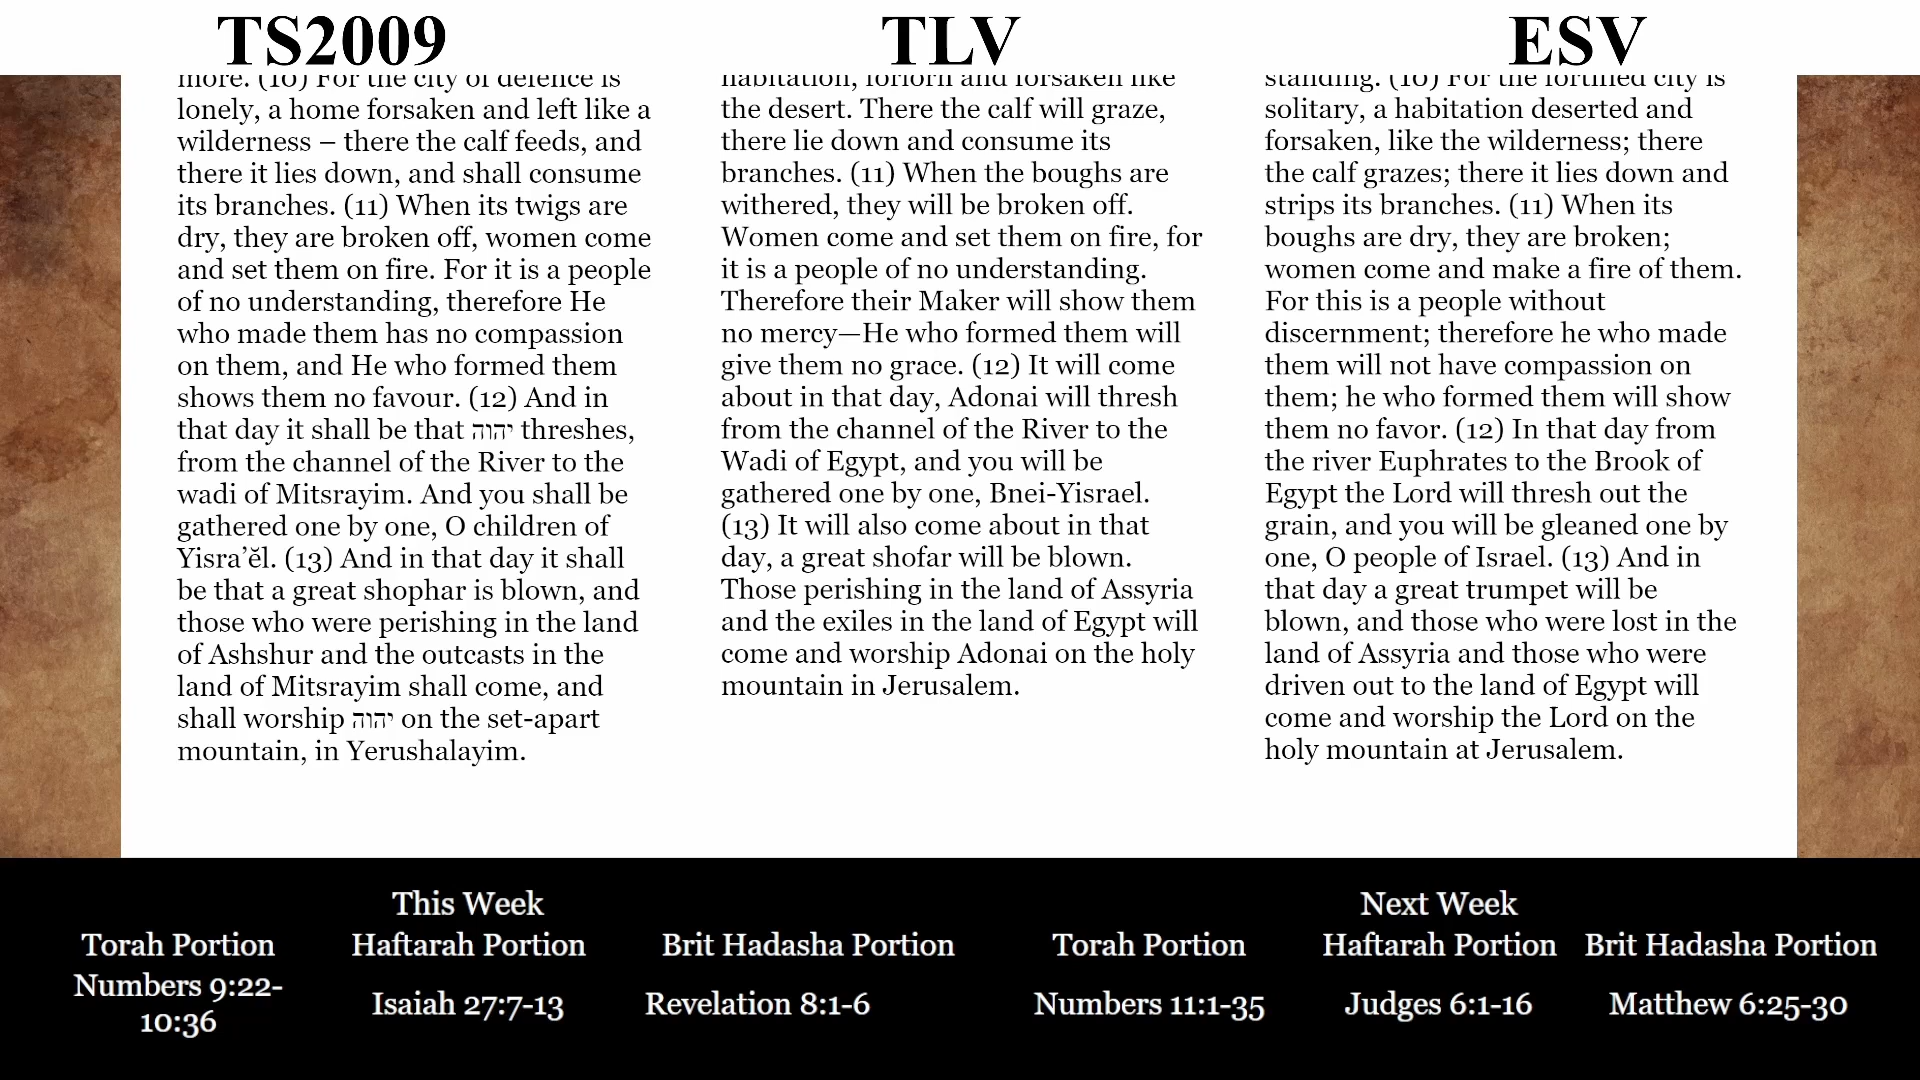 TS2009
more. (10) For the city of defence is
lonely, a home forsaken and left like a
wilderness – there the calf feeds, and
there it lies down, and shall consume
its branches. (11) When its twigs are
dry, they are broken off, women come
and set them on fire. For it is a people
of no understanding, therefore He
who made them has no compassion
on them, and He who formed them
shows them no favour. (12) And in
that day it shall be that יהוה threshes,
from the channel of the River to the
wadi of Mitsrayim. And you shall be
gathered one by one, O children of
Yisra’ěl. (13) And in that day it shall
be that a great shophar is blown, and
those who were perishing in the land
of Ashshur and the outcasts in the
land of Mitsrayim shall come, and
shall worship יהוה on the set-apart
mountain, in Yerushalayim.
TLV
habitation, forlorn and forsaken like
the desert. There the calf will graze,
there lie down and consume its
branches. (11) When the boughs are
withered, they will be broken off.
Women come and set them on fire, for
it is a people of no understanding.
Therefore their Maker will show them
no mercy—He who formed them will
give them no grace. (12) It will come
about in that day, Adonai will thresh
from the channel of the River to the
Wadi of Egypt, and you will be
gathered one by one, Bnei-Yisrael.
(13) It will also come about in that
day, a great shofar will be blown.
Those perishing in the land of Assyria
and the exiles in the land of Egypt will
come and worship Adonai on the holy
mountain in Jerusalem.
ESV
standing. (10) For the fortified city is
solitary, a habitation deserted and
forsaken, like the wilderness; there
the calf grazes; there it lies down and
strips its branches. (11) When its
boughs are dry, they are broken;
women come and make a fire of them.
For this is a people without
discernment; therefore he who made
them will not have compassion on
them; he who formed them will show
them no favor. (12) In that day from
the river Euphrates to the Brook of
Egypt the Lord will thresh out the
grain, and you will be gleaned one by
one, O people of Israel. (13) And in
that day a great trumpet will be
blown, and those who were lost in the
land of Assyria and those who were
driven out to the land of Egypt will
come and worship the Lord on the
holy mountain at Jerusalem.
This Week
Torah Portion
Numbers 9:22-
10:36
Haftarah Portion
Isaiah 27:7-13
Brit Hadasha Portion
Revelation 8:1-6
Next Week
Torah Portion
Numbers 11:1-35
Haftarah Portion
Judges 6:1-16
Brit Hadasha Portion
Matthew 6:25-30